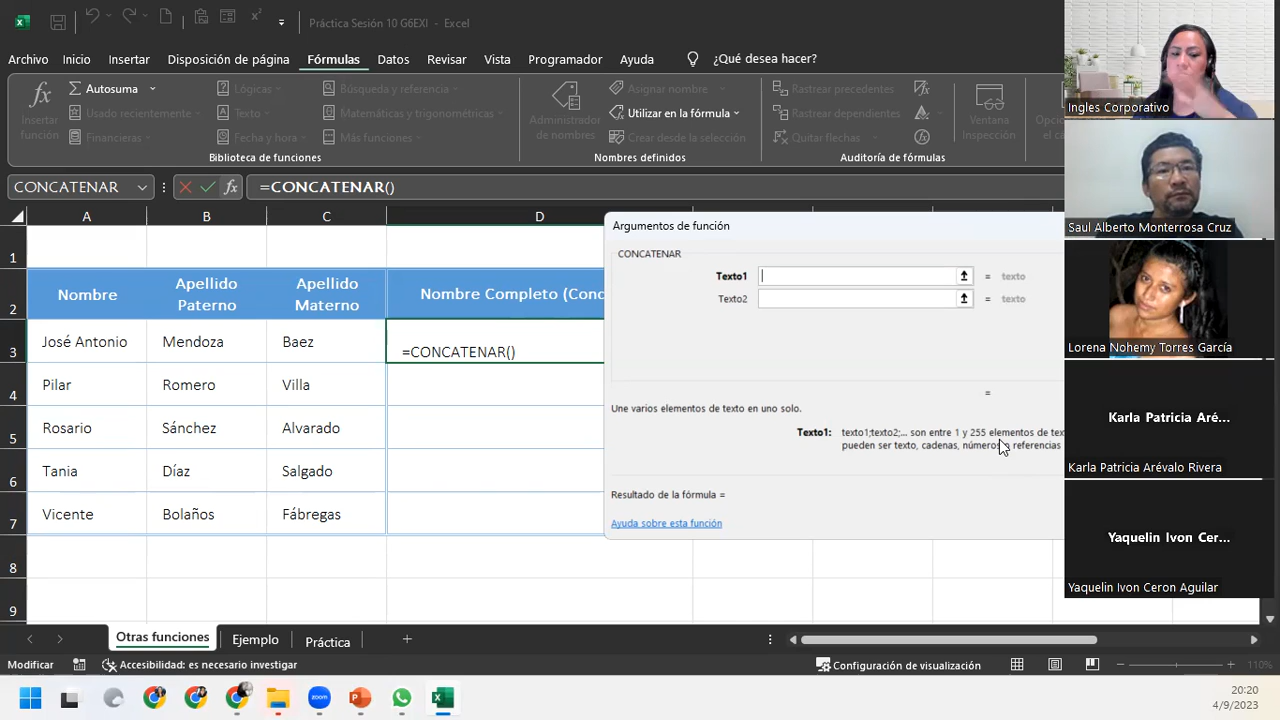 Práctica Sesión 10 G6EXI - Excel
Archivo Inicio Insertar Disposición de página Fórmulas Programador Ayuda ¿Qué desea hacer?
Insertar función
Autosuma
Usado recientemente
Financieras
Lógicas
Texto
Fecha y hora
Búsqueda y referencia
Más funciones
Biblioteca de funciones
Administrador de nombres
Asignar nombre
Utilizar en la fórmula
Crear desde la selección
Nombres definidos
Rastrear precedentes
Rastrear dependientes
Quitar flechas
Auditoría de fórmulas
Ventana
Inspección
CONCATENAR
fx
=CONCATENAR()
A B C D
1
2 Nombre Apellido Paterno Apellido Materno Nombre Completo (Conc
3 José Antonio Mendoza Baez =CONCATENAR()
4 Pilar Romero Villa
5 Rosario Sánchez Alvarado
6 Tania Díaz Salgado
7 Vicente Bolaños Fábregas
8
9
Argumentos de función
CONCATENAR
Texto1 = texto
Texto2 = texto
=
Une varios elementos de texto en uno solo.
Texto1: texto1;texto2;... son entre 1 y 255 elementos de tex
pueden ser texto, cadenas, números o referencias
Resultado de la fórmula =
Ayuda sobre esta función
Ingles Corporativo
Saul Alberto Monterrosa Cruz
Lorena Nohemy Torres García
Karla Patricia Aré...
Karla Patricia Arévalo Rivera
Yaquelin Ivon Cer...
Yaquelin Ivon Ceron Aguilar
Otras funciones Ejemplo Práctica
Modificar Accesibilidad: es necesario investigar Configuración de visualización 110%
zoom
20:20
4/9/2023